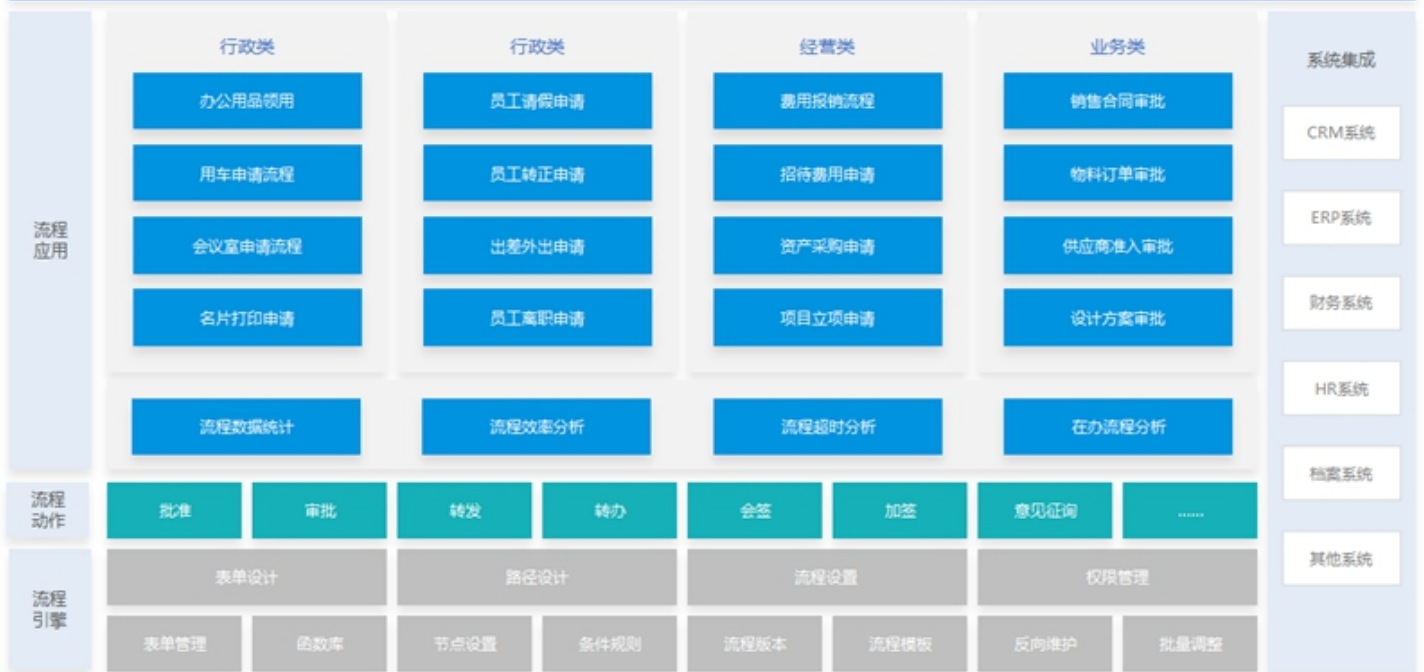 流程
应用
行政类
办公用品领用
用车申请流程
会议室申请流程
名片打印申请
行政类
员工请假申请
员工转正申请
出差外出申请
员工离职申请
经营类
费用报销流程
招待费用申请
资产采购申请
项目立项申请
业务类
销售合同审批
物料订单审批
供应商准入审批
设计方案审批
流程数据统计
流程效率分析
流程超时分析
在办流程分析
流程
动作
批准
审批
转发
转办
会签
加签
意见征询
......
流程
引擎
表单设计
路径设计
流程设置
权限管理
表单管理
函数库
节点设置
条件规则
流程版本
流程模板
反向维护
批量调整
系统集成
CRM系统
ERP系统
财务系统
HR系统
档案系统
其他系统